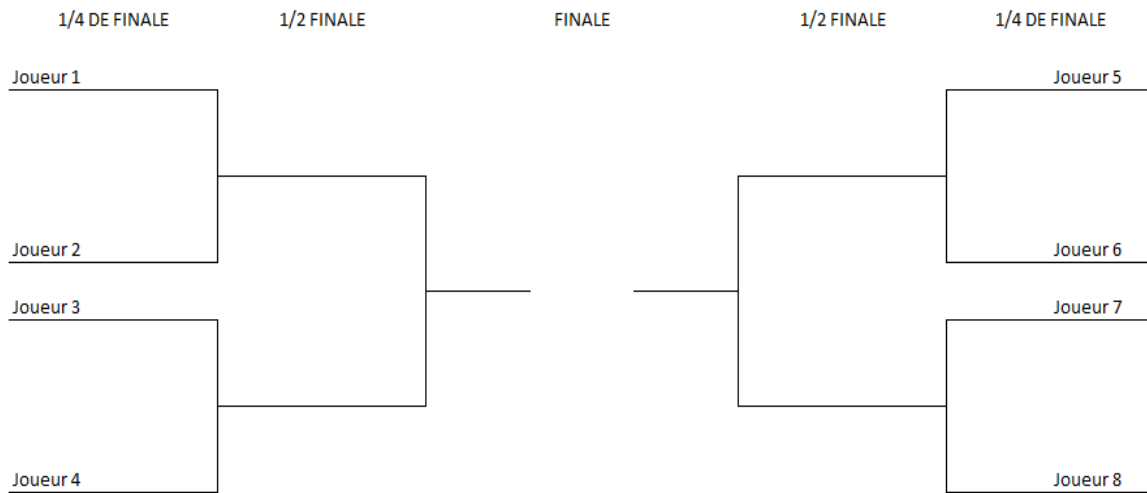 1/4 DE FINALE 1/2 FINALE FINALE 1/2 FINALE 1/4 DE FINALE
Joueur 1 Joueur 5
Joueur 2 Joueur 6
Joueur 3 Joueur 7
Joueur 4 Joueur 8